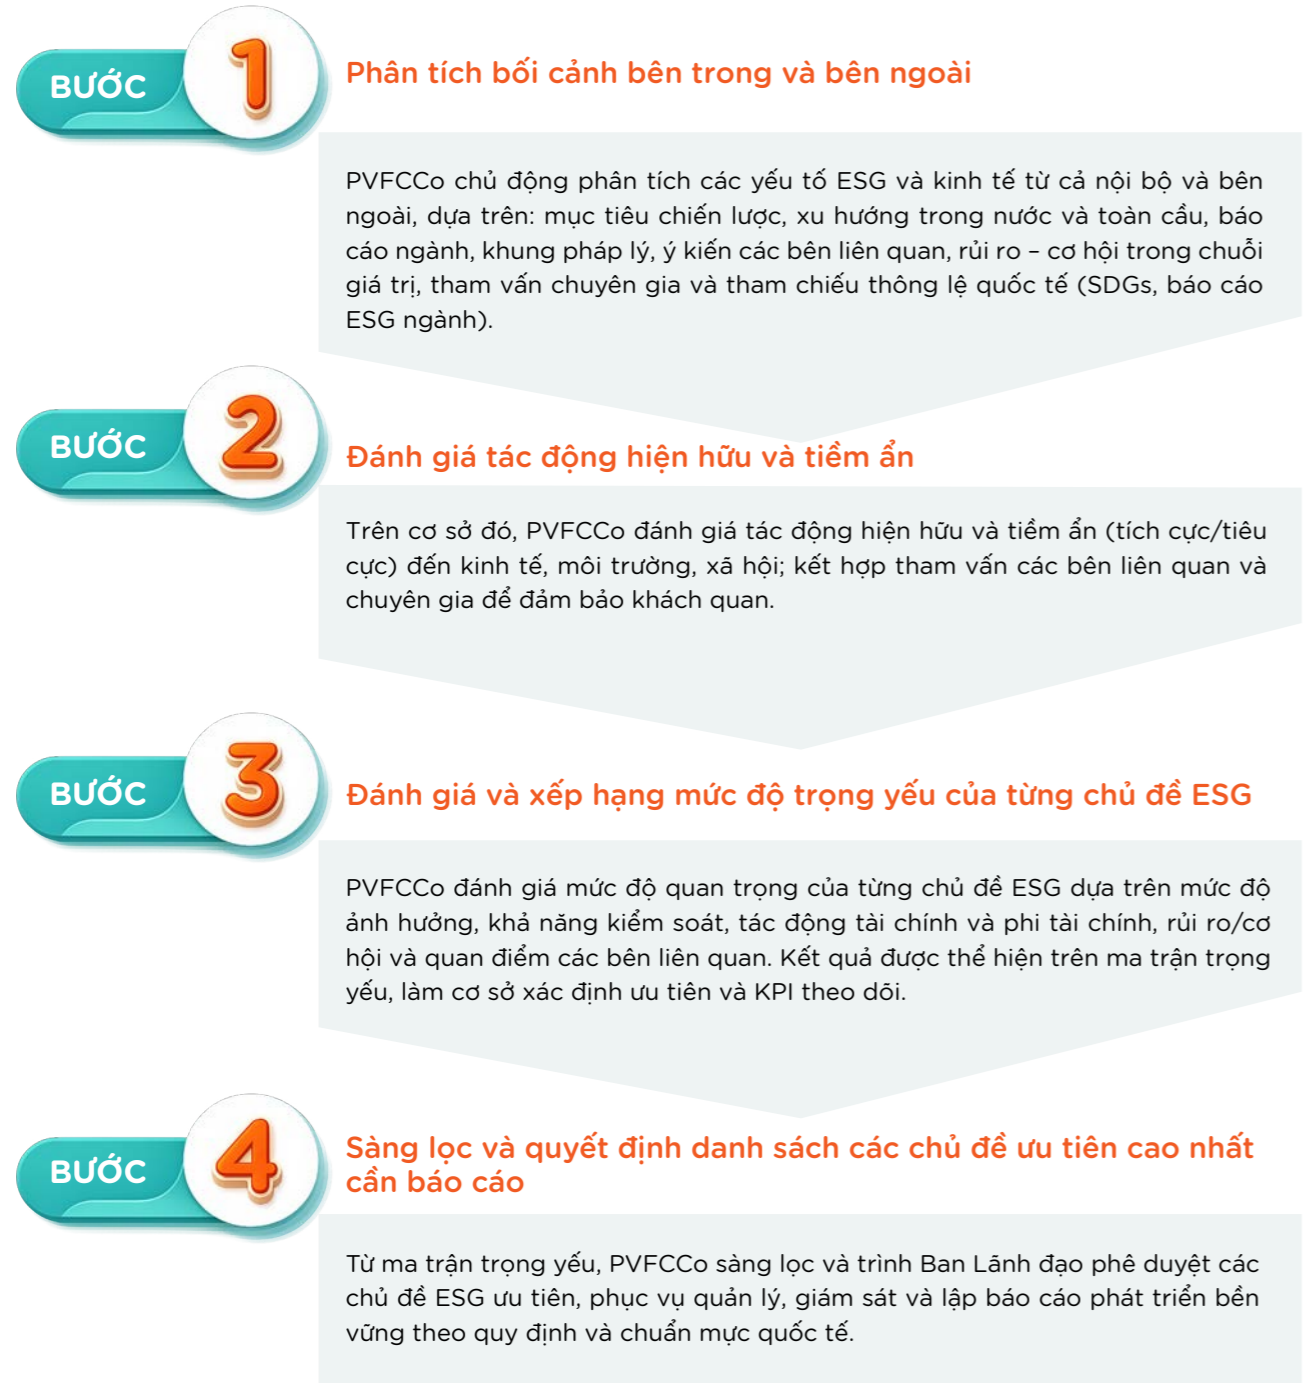 BƯỚC 1
Phân tích bối cảnh bên trong và bên ngoài
PVFCCo chủ động phân tích các yếu tố ESG và kinh tế từ cả nội bộ và bên
ngoài, dựa trên: mục tiêu chiến lược, xu hướng trong nước và toàn cầu, báo
cáo ngành, khung pháp lý, ý kiến các bên liên quan, rủi ro – cơ hội trong chuỗi
giá trị, tham vấn chuyên gia và tham chiếu thông lệ quốc tế (SDGs, báo cáo
ESG ngành).
BƯỚC 2
Đánh giá tác động hiện hữu và tiềm ẩn
Trên cơ sở đó, PVFCCo đánh giá tác động hiện hữu và tiềm ẩn (tích cực/tiêu
cực) đến kinh tế, môi trường, xã hội; kết hợp tham vấn các bên liên quan và
chuyên gia để đảm bảo khách quan.
BƯỚC 3
Đánh giá và xếp hạng mức độ trọng yếu của từng chủ đề ESG
PVFCCo đánh giá mức độ quan trọng của từng chủ đề ESG dựa trên mức độ
ảnh hưởng, khả năng kiểm soát, tác động tài chính và phi tài chính, rủi ro/cơ
hội và quan điểm các bên liên quan. Kết quả được thể hiện trên ma trận trọng
yếu, làm cơ sở xác định ưu tiên và KPI theo dõi.
BƯỚC 4
Sàng lọc và quyết định danh sách các chủ đề ưu tiên cao nhất
cần báo cáo
Từ ma trận trọng yếu, PVFCCo sàng lọc và trình Ban Lãnh đạo phê duyệt các
chủ đề ESG ưu tiên, phục vụ quản lý, giám sát và lập báo cáo phát triển bền
vững theo quy định và chuẩn mực quốc tế.